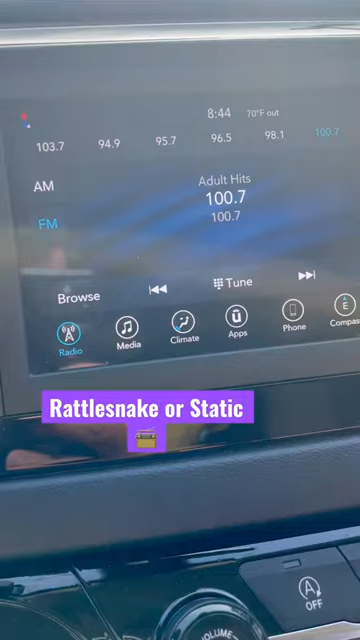 8:44 70°F out
103.7 94.9 95.7 96.5 98.1 100.7
AM
Adult Hits
100.7
FM
100.7
Browse
Tune
Radio Media Climate Apps Phone Compass
E
Rattlesnake or Static
A
OFF
VOLUME